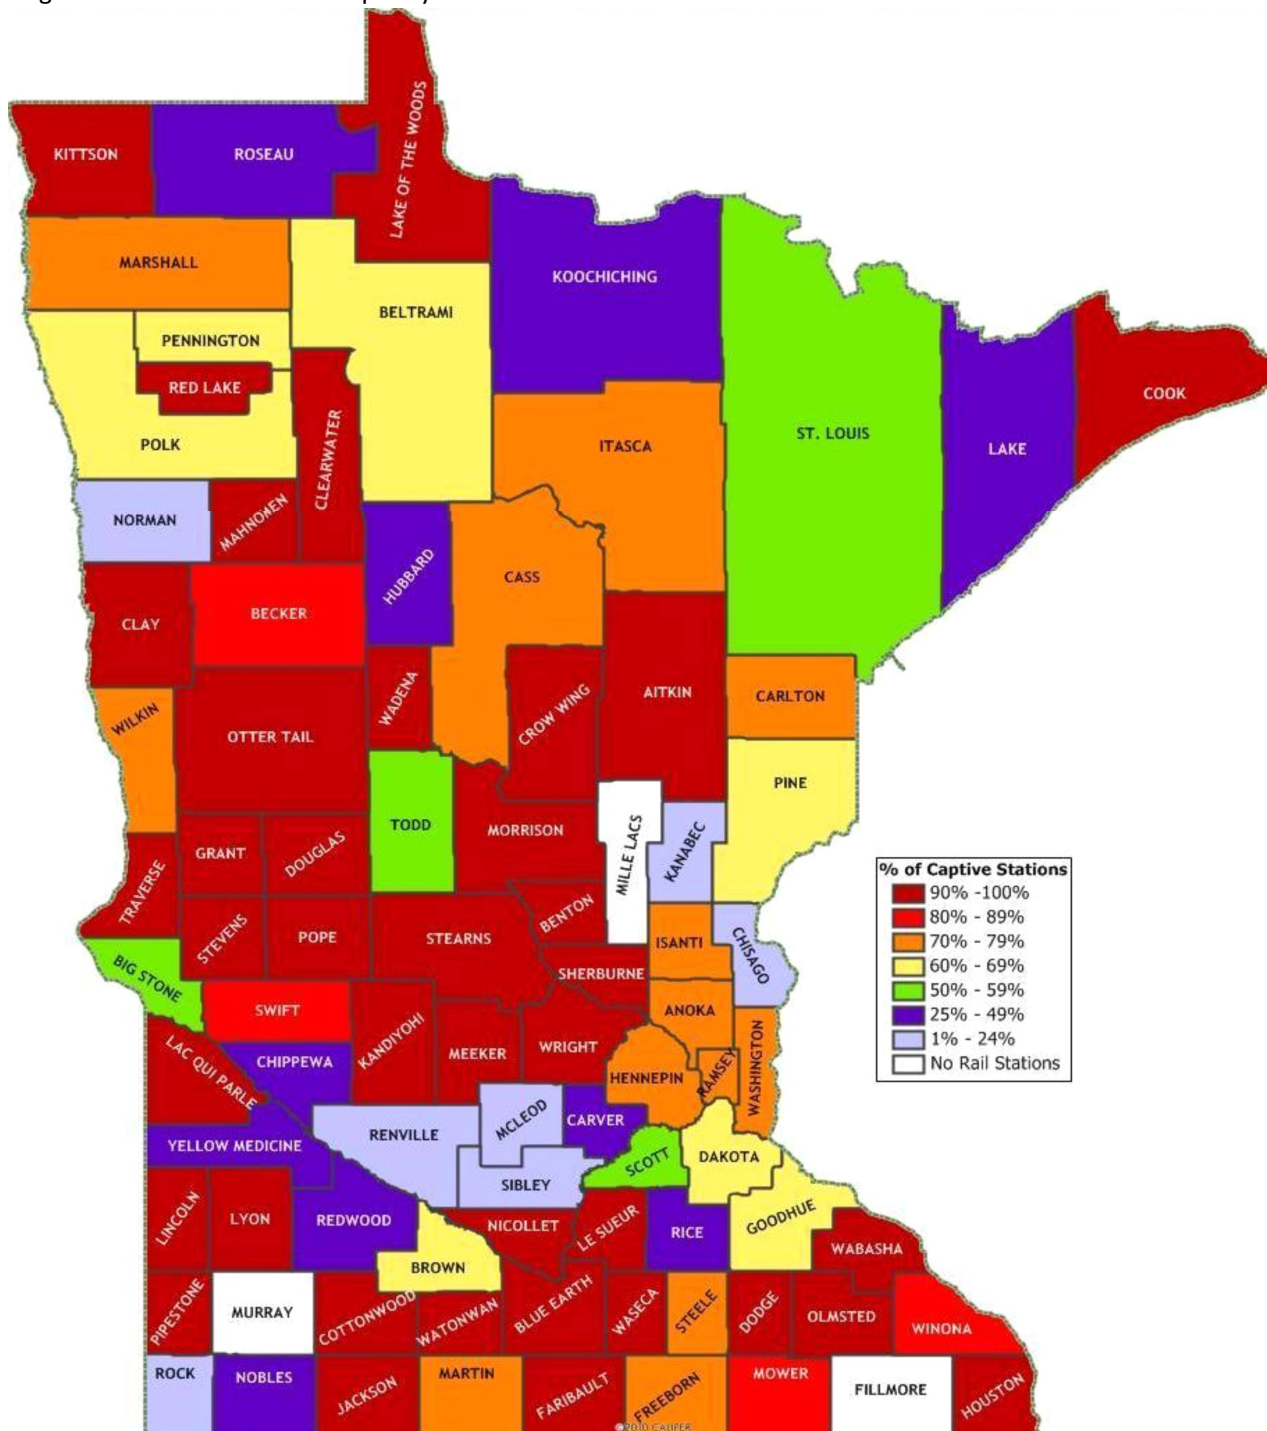 KITTSON
ROSEAU
LAKE OF THE WOODS
MARSHALL
BELTRAMI
KOOCHICHING
PENNINGTON
RED LAKE
POLK
CLEARWATER
ITASCA
ST. LOUIS
LAKE
COOK
NORMAN
MAHNOMEN
HUBBARD
CASS
CLAY
BECKER
WILKIN
OTTER TAIL
WADENA
CROW WING
AITKIN
CARLTON
PINE
TODD
MORRISON
MILLE LACS
KANABEC
GRANT
DOUGLAS
TRAVERSE
STEVENS
POPE
STEARNS
BENTON
ISANTI
CHISAGO
BIG STONE
SHERBURNE
SWIFT
ANOKA
% of Captive Stations
90% -100%
80% - 89%
70% - 79%
60% - 69%
50% - 59%
25% - 49%
1% - 24%
No Rail Stations
LAC QUI PARLE
CHIPPEWA
KANDIYOHI
MEEKER
WRIGHT
HENNEPIN
RAMSEY
WASHINGTON
YELLOW MEDICINE
RENVILLE
MCLEOD
CARVER
SIBLEY
SCOTT
DAKOTA
LINCOLN
LYON
REDWOOD
NICOLLET
LE SUEUR
RICE
GOODHUE
WABASHA
BROWN
PIPESTONE
MURRAY
COTTONWOOD
WATONWAN
BLUE EARTH
WASECA
STEELE
DODGE
OLMSTED
WINONA
ROCK
NOBLES
JACKSON
MARTIN
FARIBAULT
FREEBORN
MOWER
FILLMORE
HOUSTON
©2010 CALIPER